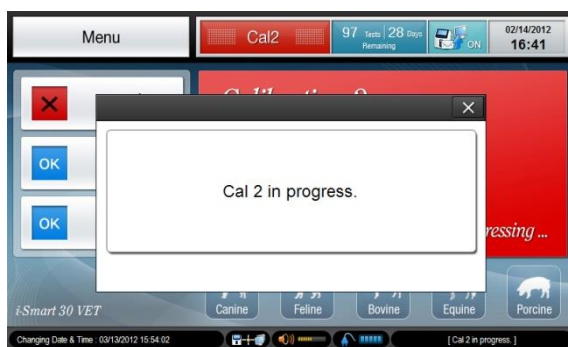 Menu
Cal2
97 Tests 28 Days
Remaining
ON
02/14/2012
16:41
OK
Cal 2 in progress.
OK
ressing ...
i-Smart 30 VET
Canine
Feline
Bovine
Equine
Porcine
Changing Date & Time : 03/13/2012 15:54:02
[ Cal 2 in progress. ]